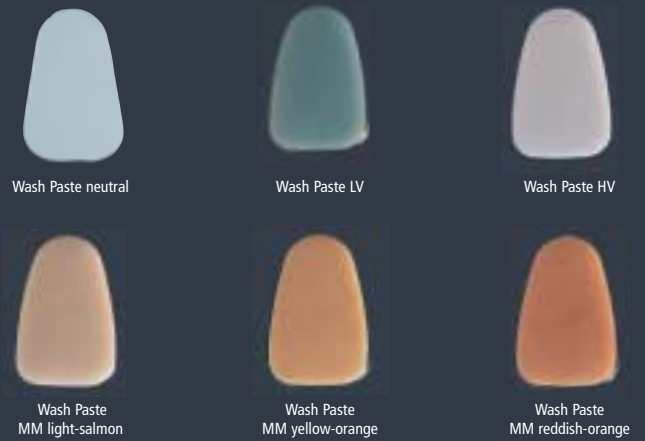 Wash Paste neutral
Wash Paste LV
Wash Paste HV
Wash Paste
MM light-salmon
Wash Paste
MM yellow-orange
Wash Paste
MM reddish-orange